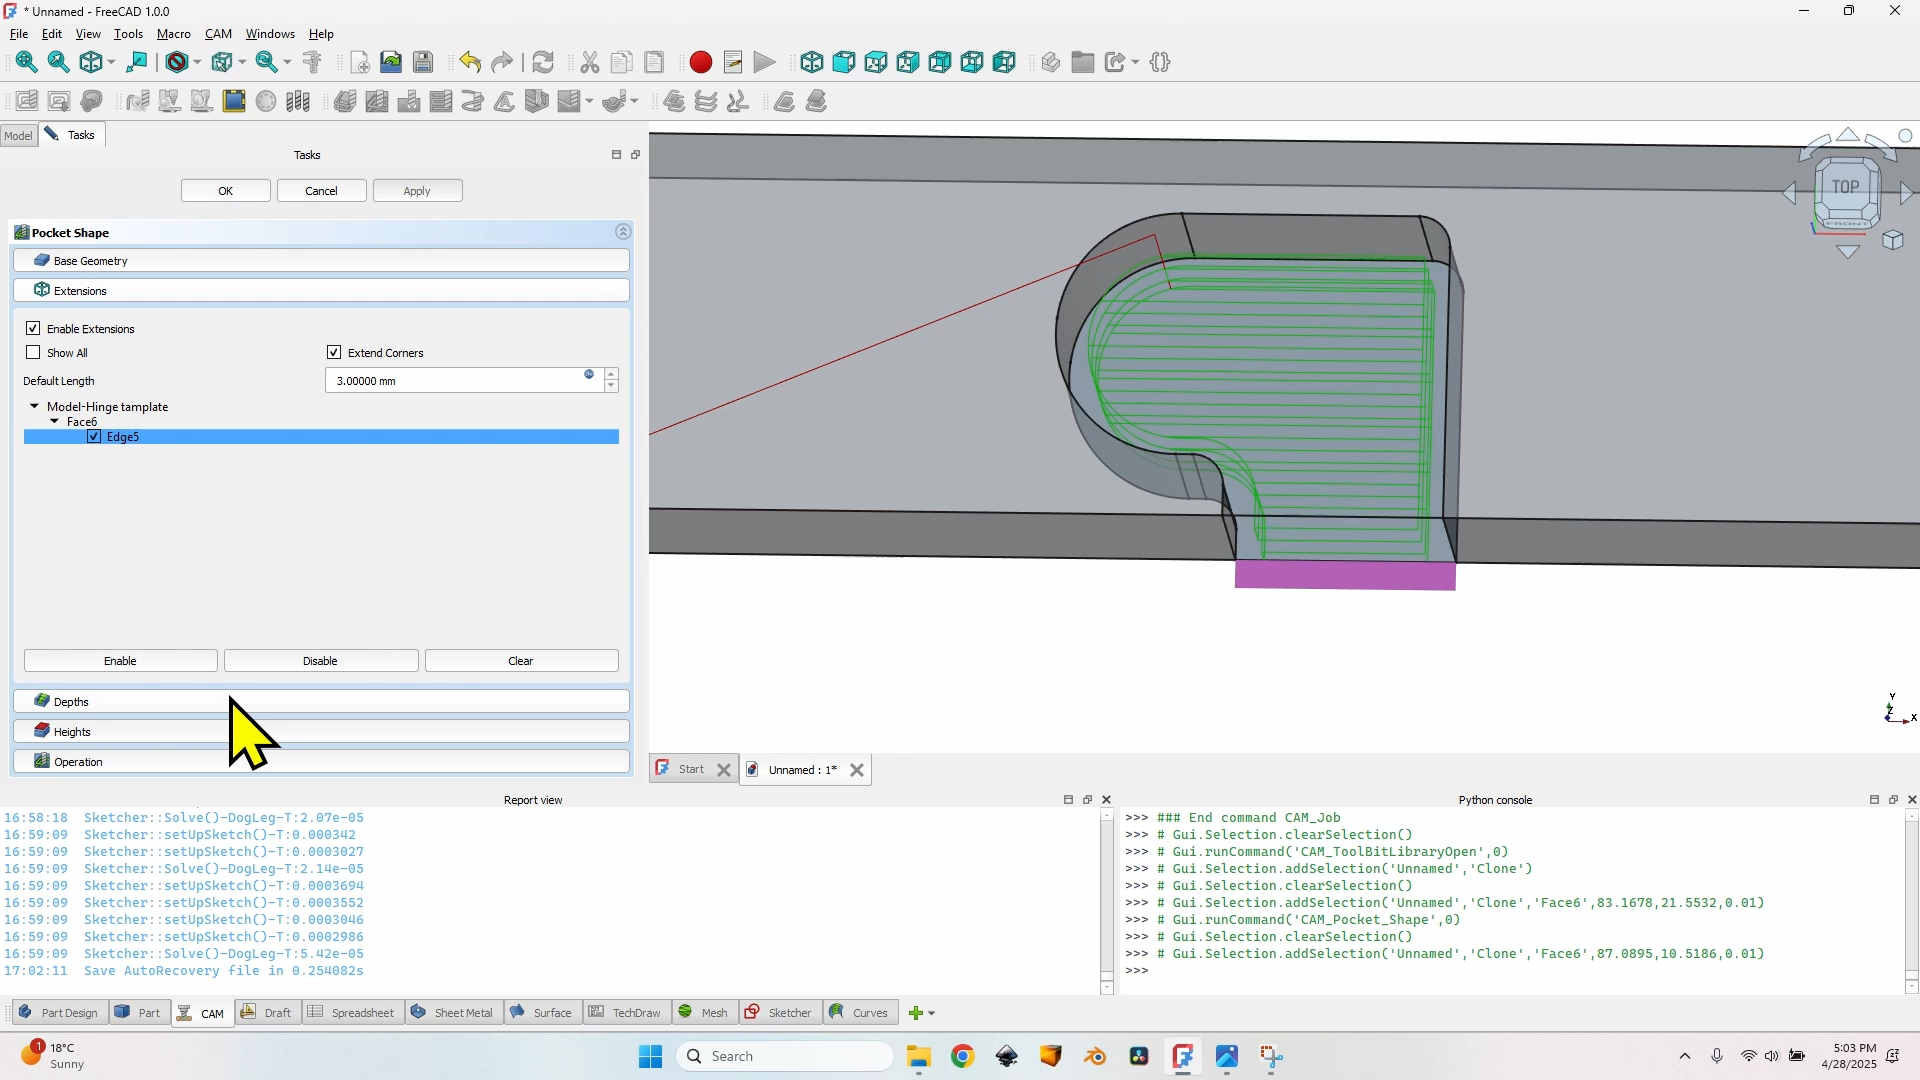 * Unnamed - FreeCAD 1.0.0
File Edit View Tools Macro CAM Windows Help
Model
Tasks
Tasks
OK
Cancel
Apply
Pocket Shape
Base Geometry
Extensions
Enable Extensions
Show All
Extend Corners
Default Length
3.00000 mm
Model-Hinge tamplate
Face6
Edge5
Enable
Disable
Clear
Depths
Heights
Operation
TOP
FRONT
Y
Z
X
Start
Unnamed : 1*
Report view
16:58:18 Sketcher::Solve()-DogLeg-T:2.07e-05
16:59:09 Sketcher::setUpSketch()-T:0.000342
16:59:09 Sketcher::setUpSketch()-T:0.0003027
16:59:09 Sketcher::Solve()-DogLeg-T:2.14e-05
16:59:09 Sketcher::setUpSketch()-T:0.0003694
16:59:09 Sketcher::setUpSketch()-T:0.0003552
16:59:09 Sketcher::setUpSketch()-T:0.0003046
16:59:09 Sketcher::setUpSketch()-T:0.0002986
16:59:09 Sketcher::Solve()-DogLeg-T:5.42e-05
17:02:11 Save AutoRecovery file in 0.254082s
Python console
>>> ### End command CAM_Job
>>> # Gui.Selection.clearSelection()
>>> # Gui.runCommand('CAM_ToolBitLibraryOpen',0)
>>> # Gui.Selection.addSelection('Unnamed','Clone')
>>> # Gui.Selection.clearSelection()
>>> # Gui.Selection.addSelection('Unnamed','Clone','Face6',83.1678,21.5532,0.01)
>>> # Gui.runCommand('CAM_Pocket_Shape',0)
>>> # Gui.Selection.clearSelection()
>>> # Gui.Selection.addSelection('Unnamed','Clone','Face6',87.0895,10.5186,0.01)
>>>
Part Design
Part
CAM
Draft
Spreadsheet
Sheet Metal
Surface
TechDraw
Mesh
Sketcher
Curves
1
18°C
Sunny
Search
5:03 PM
4/28/2025